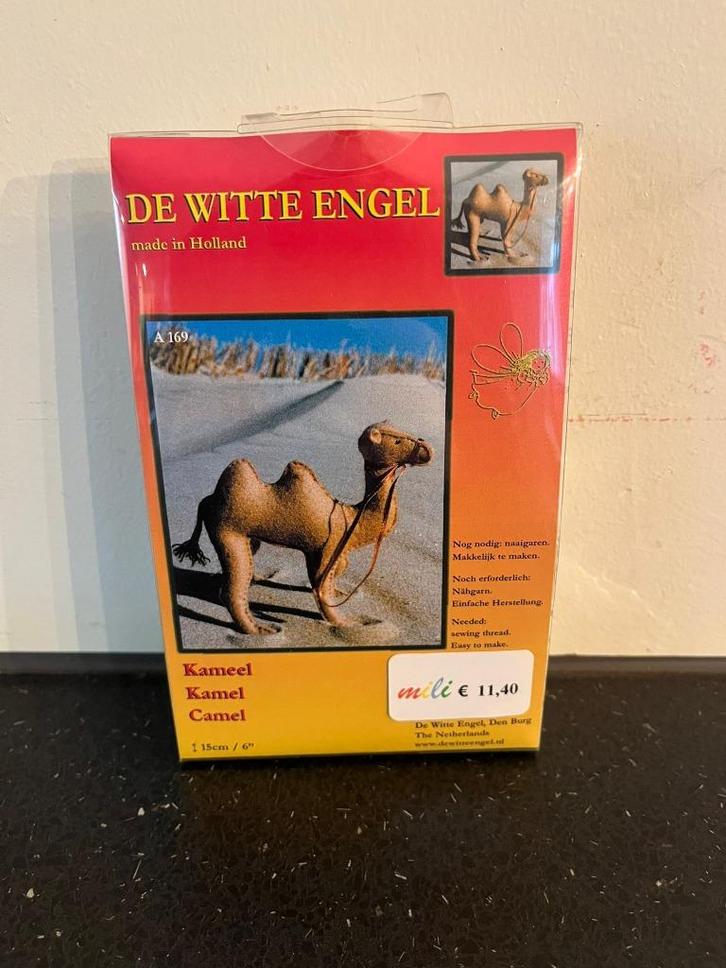 DE WITTE ENGEL
made in Holland
A 169
Nog nodig: naaigaren.
Makkelijk te maken.
Noch erforderlich:
Nähgarn.
Einfache Herstellung.
Needed:
sewing thread.
Easy to make.
Kameel
Kamel
Camel
↕ 15cm / 6"
mili € 11,40
De Witte Engel, Den Burg
The Netherlands
www.dewitteengel.nl